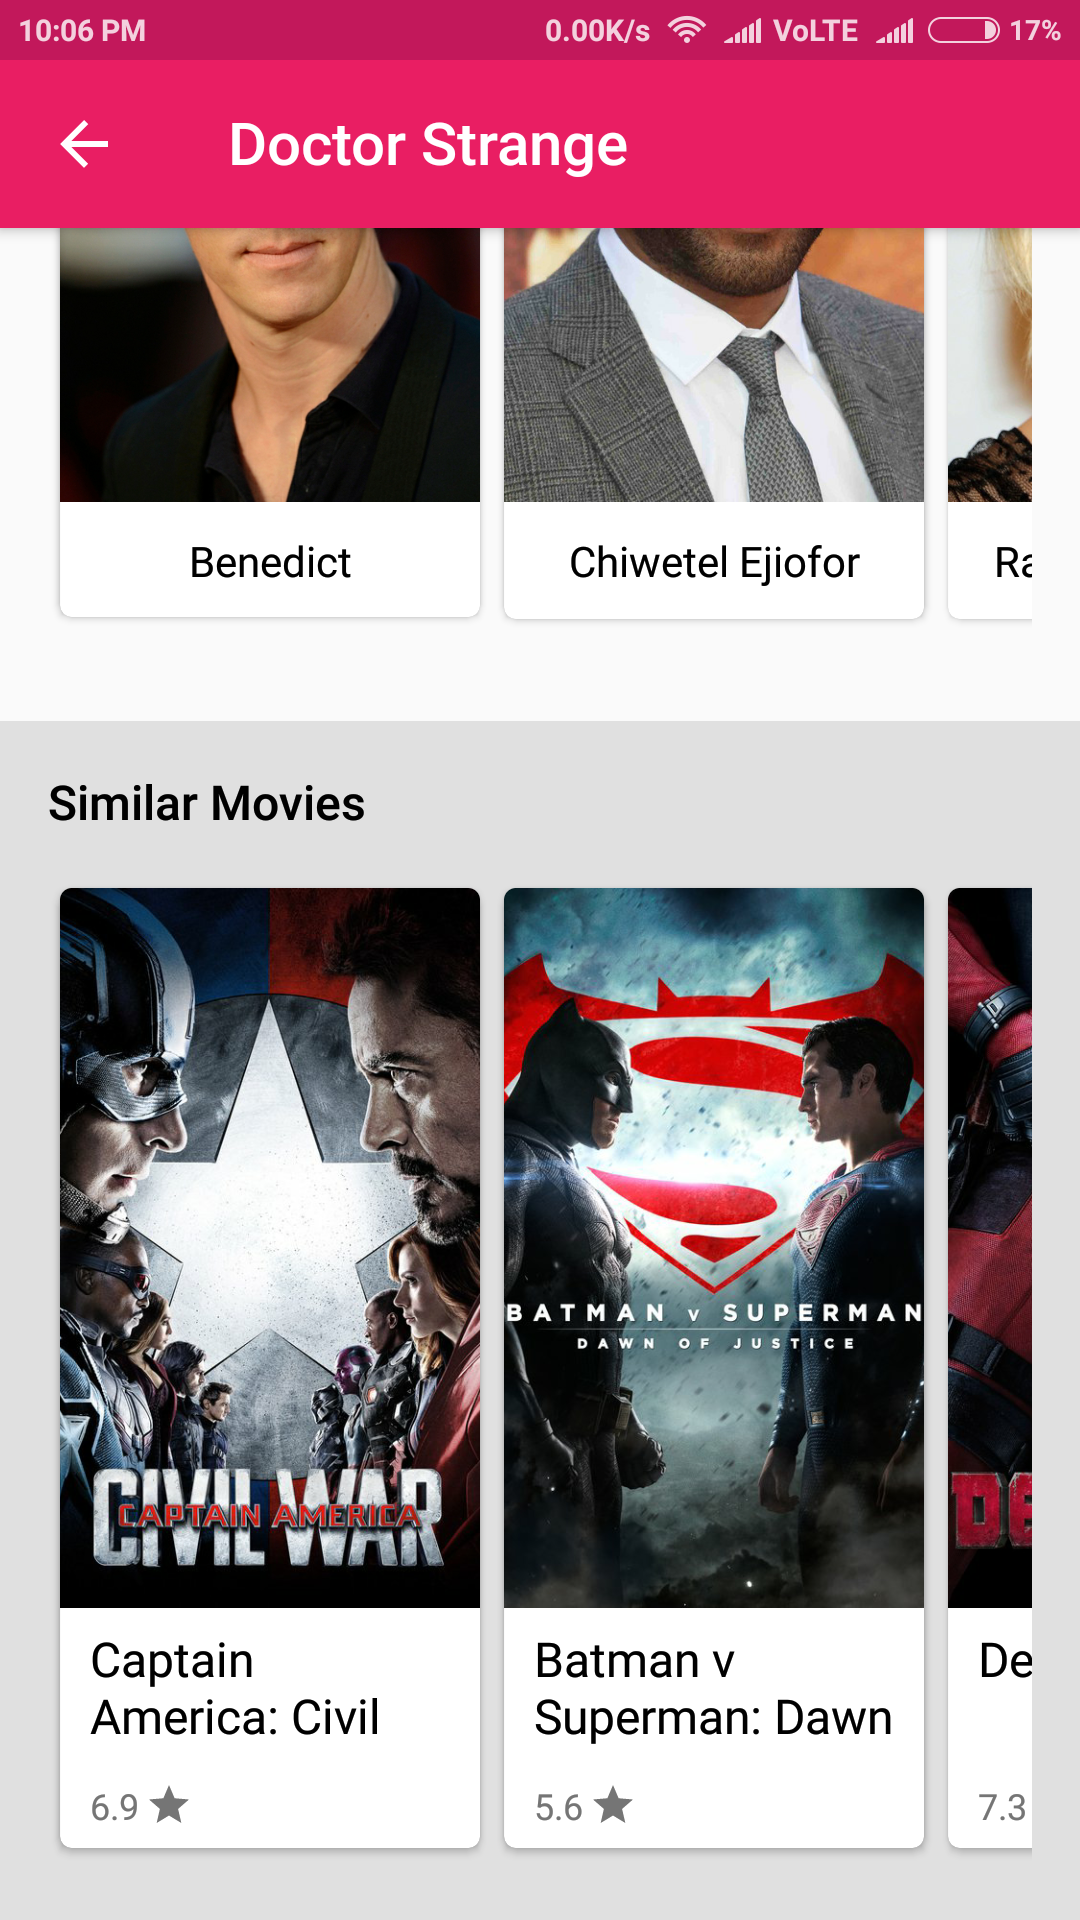 10:06 PM 0.00K/s VoLTE 17%
Doctor Strange
Benedict Chiwetel Ejiofor Ra
Similar Movies
CIVIL WAR
CAPTAIN AMERICA
BATMAN v SUPERMAN
DAWN OF JUSTICE
DE
Captain
America: Civil
6.9
Batman v
Superman: Dawn
5.6
De
7.3